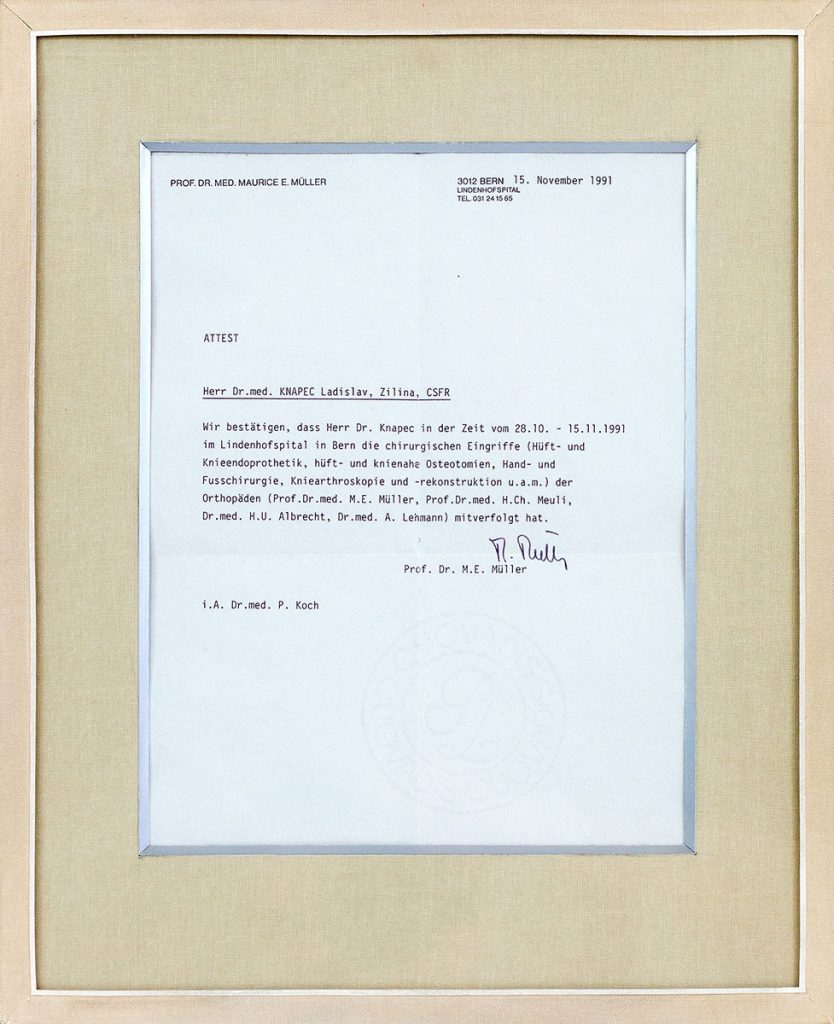 PROF. DR. MED. MAURICE E. MÜLLER
3012 BERN 15. November 1991
LINDENHOFSPITAL
TEL. 031 24 15 65
ATTEST
Herr Dr.med. KNAPEC Ladislav, Zilina, CSFR
Wir bestätigen, dass Herr Dr. Knapec in der Zeit vom 28.10. - 15.11.1991
im Lindenhofspital in Bern die chirurgischen Eingriffe (Hüft- und
Knieendoprothetik, hüft- und knienahe Osteotomien, Hand- und
Fusschirurgie, Kniearthroskopie und -rekonstruktion u.a.m.) der
Orthopäden (Prof.Dr.med. M.E. Müller, Prof.Dr.med. H.Ch. Meuli,
Dr.med. H.U. Albrecht, Dr.med. A. Lehmann) mitverfolgt hat.
Prof. Dr. M.E. Müller
i.A. Dr.med. P. Koch